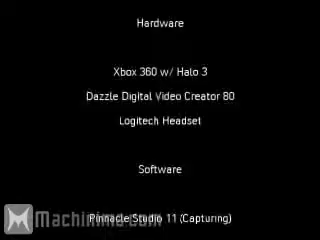 Hardware
Xbox 360 w/ Halo 3
Dazzle Digital Video Creator 80
Logitech Headset
Software
Machinima.com
Pinnacle Studio 11 (Capturing)